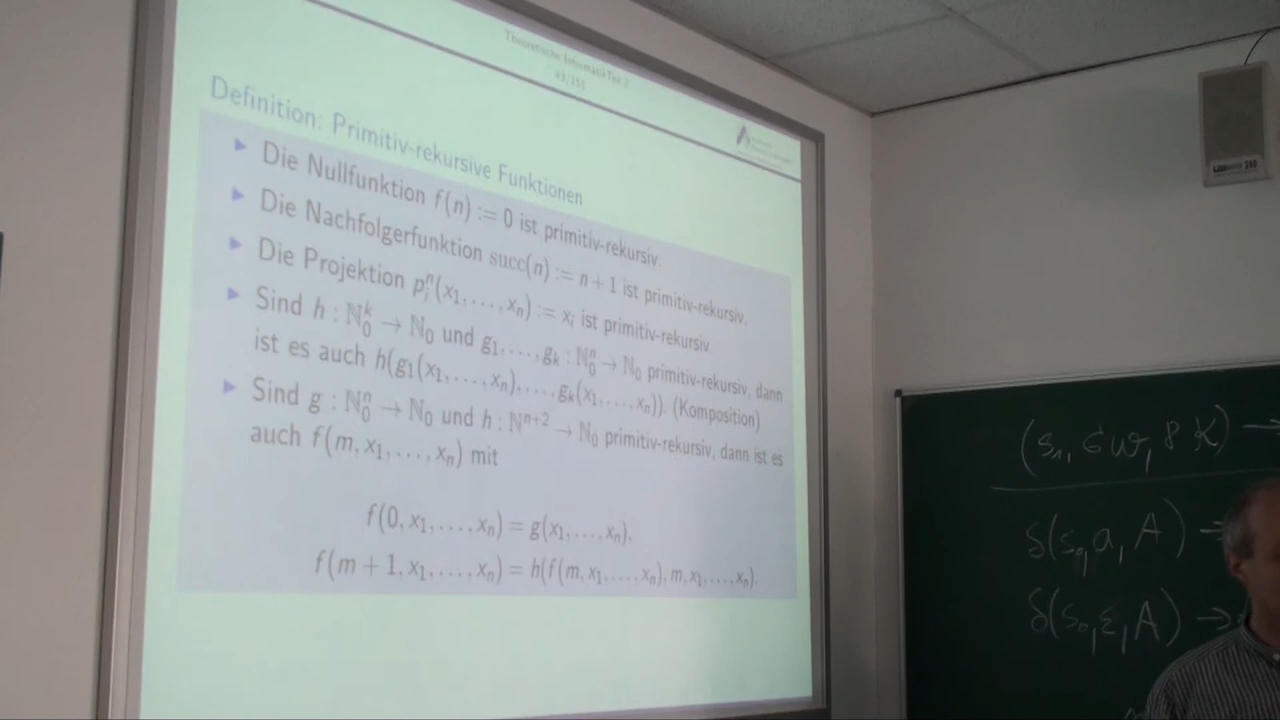 Theoretische Informatik Teil 2
43/151
Definition: Primitiv-rekursive Funktionen
Die Nullfunktion f(n) := 0 ist primitiv-rekursiv.
Die Nachfolgerfunktion succ(n) := n + 1 ist primitiv-rekursiv.
Die Projektion pᵢⁿ(x₁, …, xₙ) := xᵢ ist primitiv-rekursiv.
Sind h : ℕ₀ᵏ → ℕ₀ und g₁, …, gₖ : ℕ₀ⁿ → ℕ₀ primitiv-rekursiv, dann
ist es auch h(g₁(x₁, …, xₙ), …, gₖ(x₁, …, xₙ)). (Komposition)
Sind g : ℕ₀ⁿ → ℕ₀ und h : ℕⁿ⁺² → ℕ₀ primitiv-rekursiv, dann ist es
auch f(m, x₁, …, xₙ) mit
f(0, x₁, …, xₙ) = g(x₁, …, xₙ),
f(m + 1, x₁, …, xₙ) = h(f(m, x₁, …, xₙ), m, x₁, …, xₙ).
δ(s₀, ε, A) →